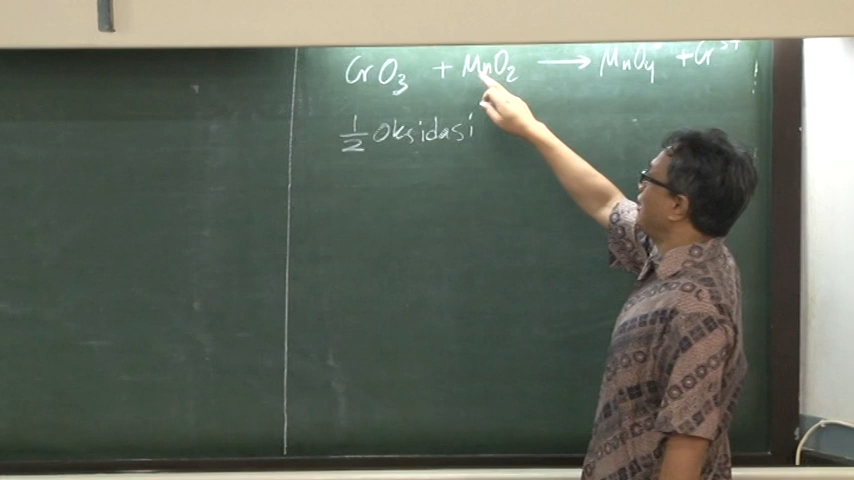 CrO₃ + MnO₂ → MnO₄⁻ + Cr³⁺
½ Oksidasi